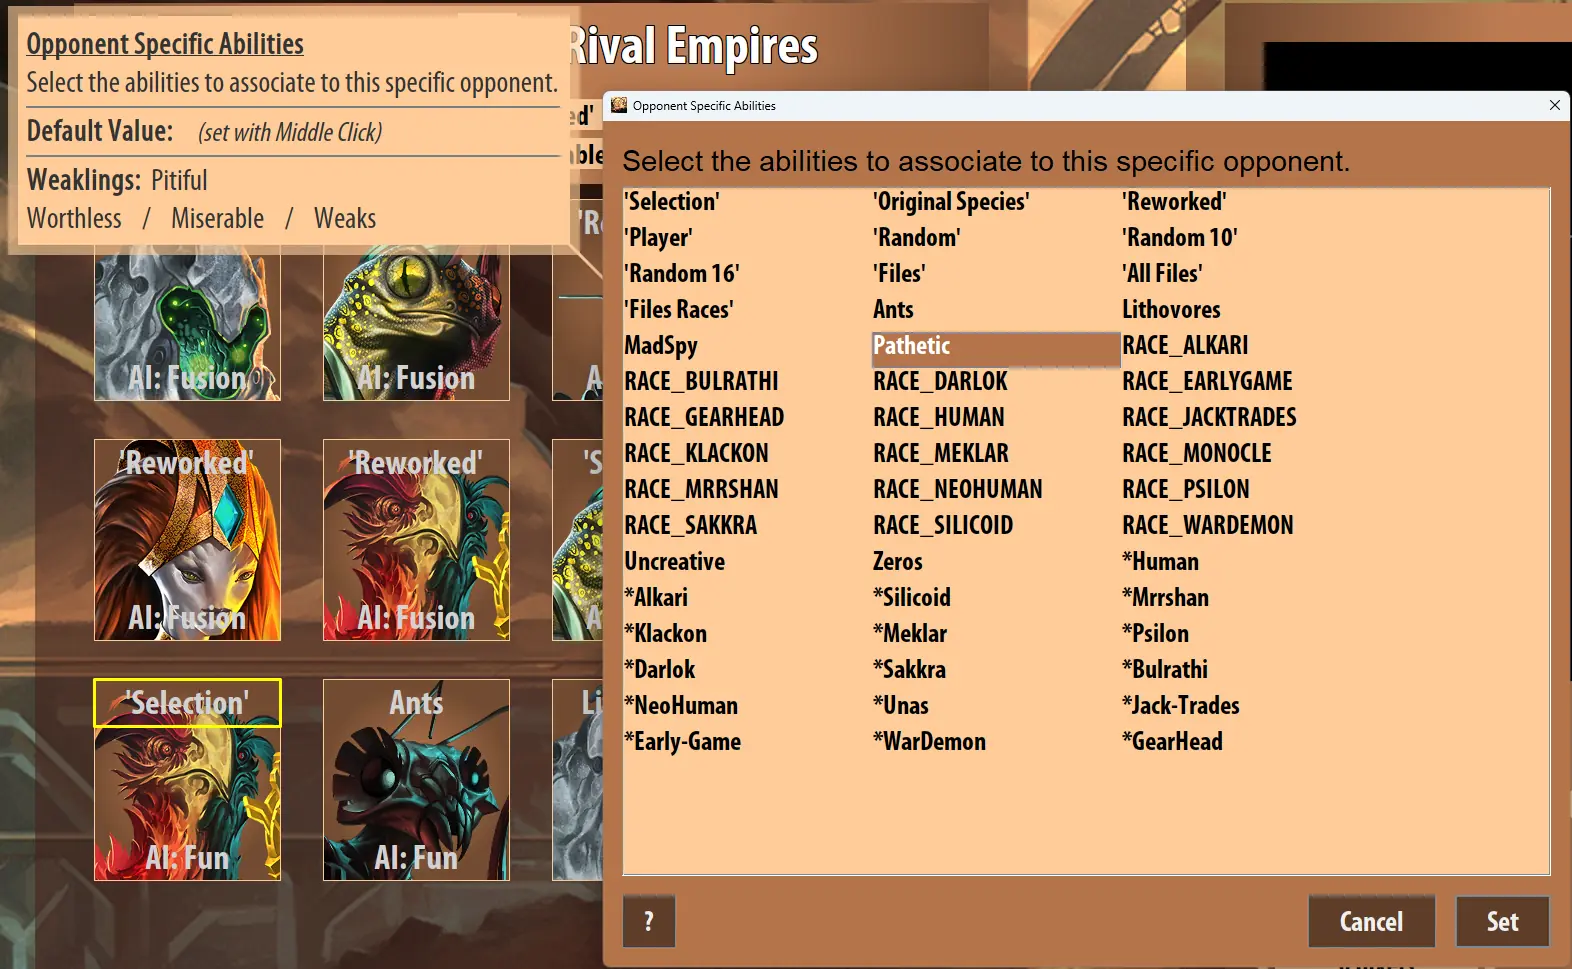 Opponent Specific Abilities
Select the abilities to associate to this specific opponent.
Default Value: (set with Middle Click)
Weaklings: Pitiful
Worthless / Miserable / Weaks
Rival Empires
Opponent Specific Abilities
Select the abilities to associate to this specific opponent.
'Selection' 'Original Species' 'Reworked'
'Player' 'Random' 'Random 10'
'Random 16' 'Files' 'All Files'
'Files Races' Ants Lithovores
MadSpy Pathetic RACE_ALKARI
RACE_BULRATHI RACE_DARLOK RACE_EARLYGAME
RACE_GEARHEAD RACE_HUMAN RACE_JACKTRADES
RACE_KLACKON RACE_MEKLAR RACE_MONOCLE
RACE_MRRSHAN RACE_NEOHUMAN RACE_PSILON
RACE_SAKKRA RACE_SILICOID RACE_WARDEMON
Uncreative Zeros *Human
*Alkari *Silicoid *Mrrshan
*Klackon *Meklar *Psilon
*Darlok *Sakkra *Bulrathi
*NeoHuman *Unas *Jack-Trades
*Early-Game *WarDemon *GearHead
? Cancel Set
AI: Fusion AI: Fusion
'Reworked' 'Reworked'
AI: Fusion AI: Fusion
'Selection' Ants
AI: Fun AI: Fun